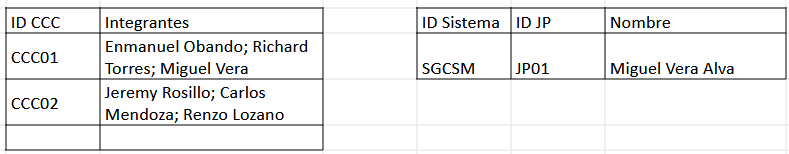 ID CCC Integrantes
CCC01 Enmanuel Obando; Richard
Torres; Miguel Vera
CCC02 Jeremy Rosillo; Carlos
Mendoza; Renzo Lozano
ID Sistema ID JP Nombre
SGCSM JP01 Miguel Vera Alva